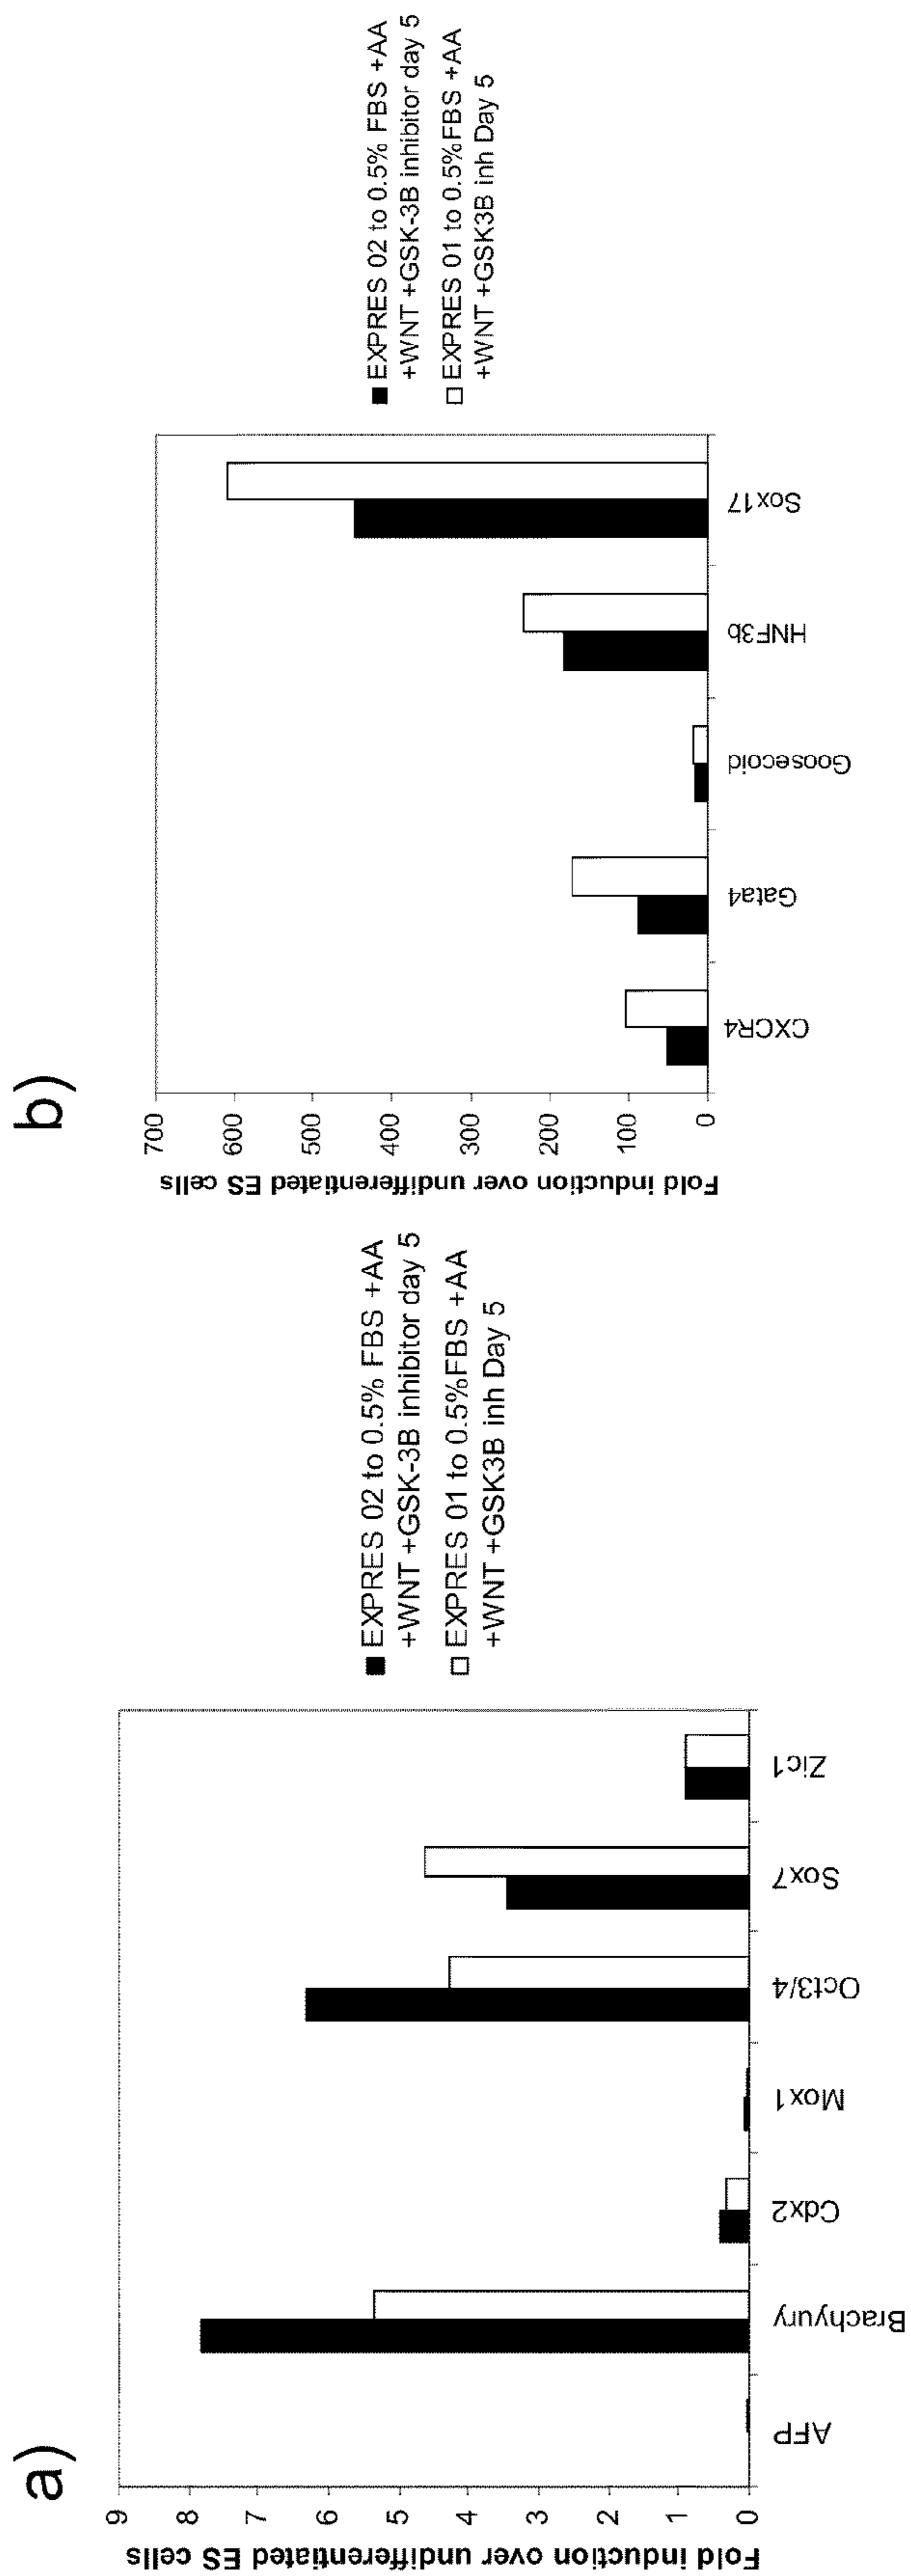 a)
Fold induction over undifferentiated ES cells
9
8
7
6
5
4
3
2
1
0
AFP
Brachyury
Cdx2
Mox1
Oct3/4
Sox7
Zic1
EXPRES 02 to 0.5% FBS +AA
+WNT +GSK-3B inhibitor day 5
EXPRES 01 to 0.5%FBS +AA
+WNT +GSK3B inh Day 5
b)
Fold induction over undifferentiated ES cells
700
600
500
400
300
200
100
0
CXCR4
Gata4
Goosecoid
HNF3b
Sox17
EXPRES 02 to 0.5% FBS +AA
+WNT +GSK-3B inhibitor day 5
EXPRES 01 to 0.5%FBS +AA
+WNT +GSK3B inh Day 5